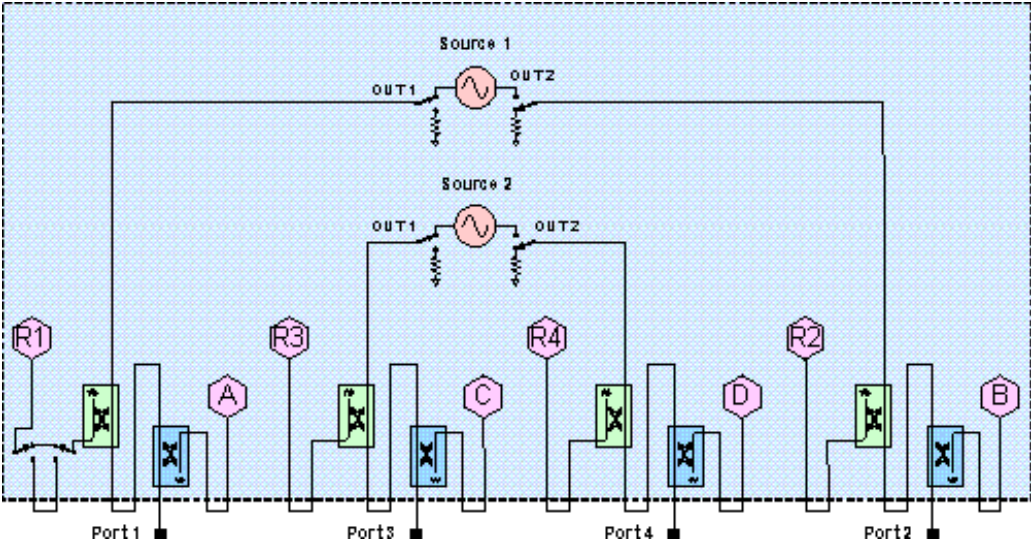 Source 1
OUT1 OUT2
Source 2
OUT1 OUT2
R1 R3 R4 R2
A C D B
Port1 Port3 Port4 Port2